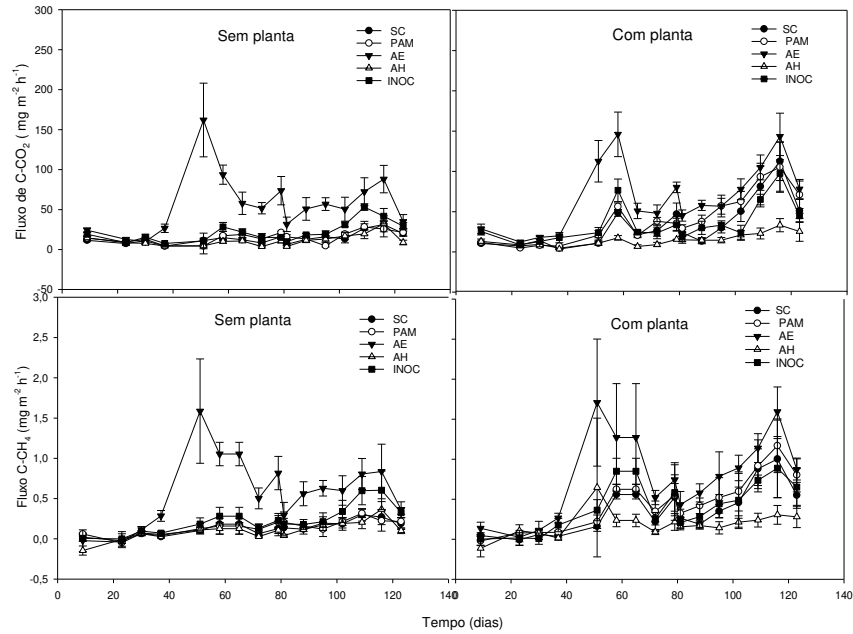 Sem planta
SC
PAM
AE
AH
INOC
300
250
200
150
100
50
0
-50
Fluxo de C-CO2 ( mg m-2 h-1)
Com planta
SC
PAM
AE
AH
INOC
Sem planta
SC
PAM
AE
AH
INOC
3,0
2,5
2,0
1,5
1,0
0,5
0,0
-0,5
Fluxo C-CH4 (mg m-2 h-1)
0 20 40 60 80 100 120 140
Com planta
SC
PAM
AE
AH
INOC
0 20 40 60 80 100 120 140
Tempo (dias)